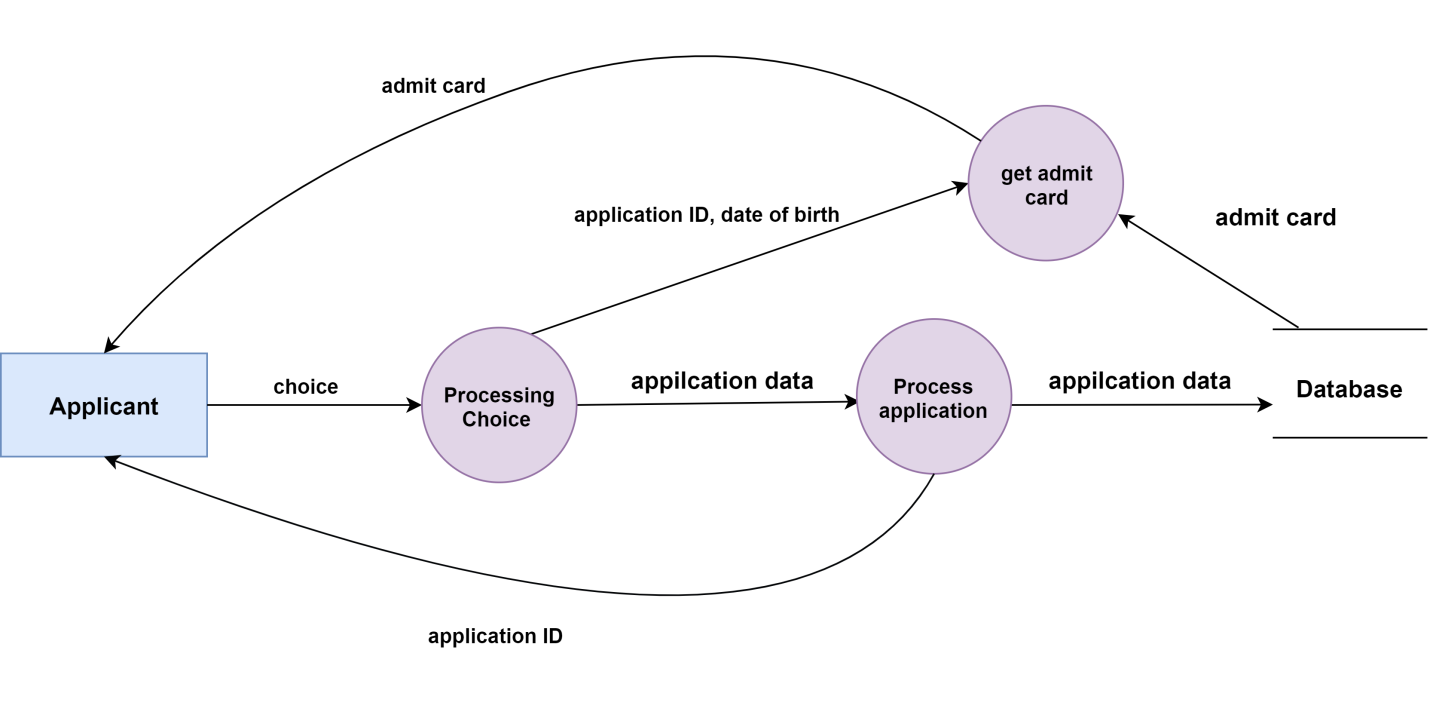 admit card
get admit
card
application ID, date of birth
admit card
Applicant
choice
Processing
Choice
appilcation data
Process
application
appilcation data
Database
application ID